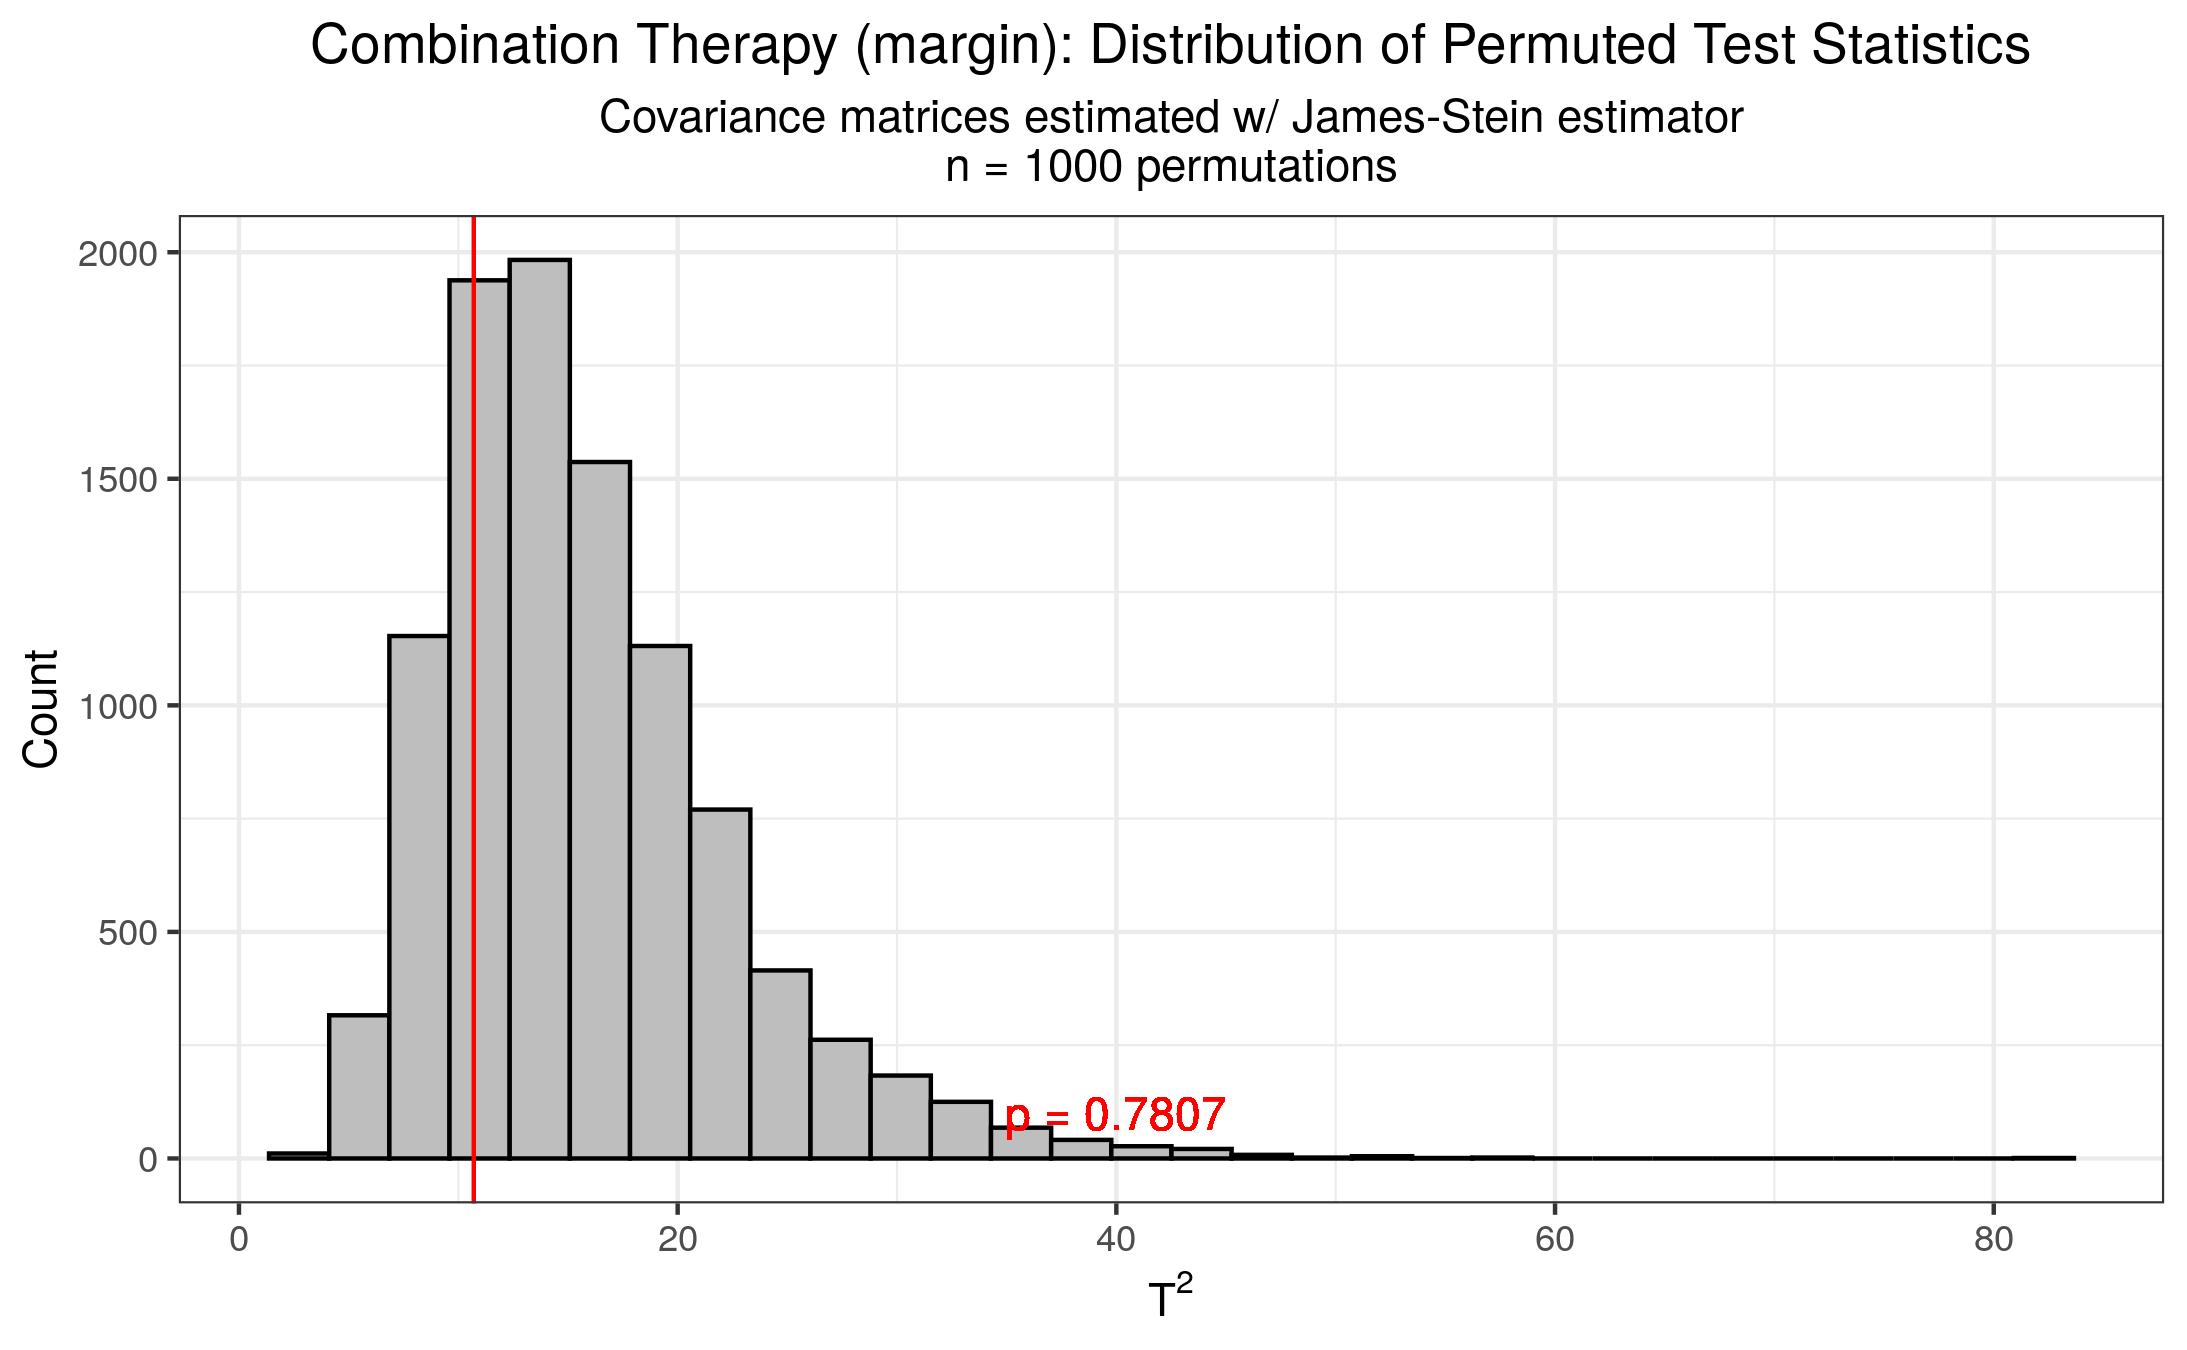 Combination Therapy (margin): Distribution of Permuted Test Statistics
Covariance matrices estimated w/ James-Stein estimator
n = 1000 permutations
2000
1500
1000
500
0
Count
p = 0.7807
0 20 40 60 80
T²